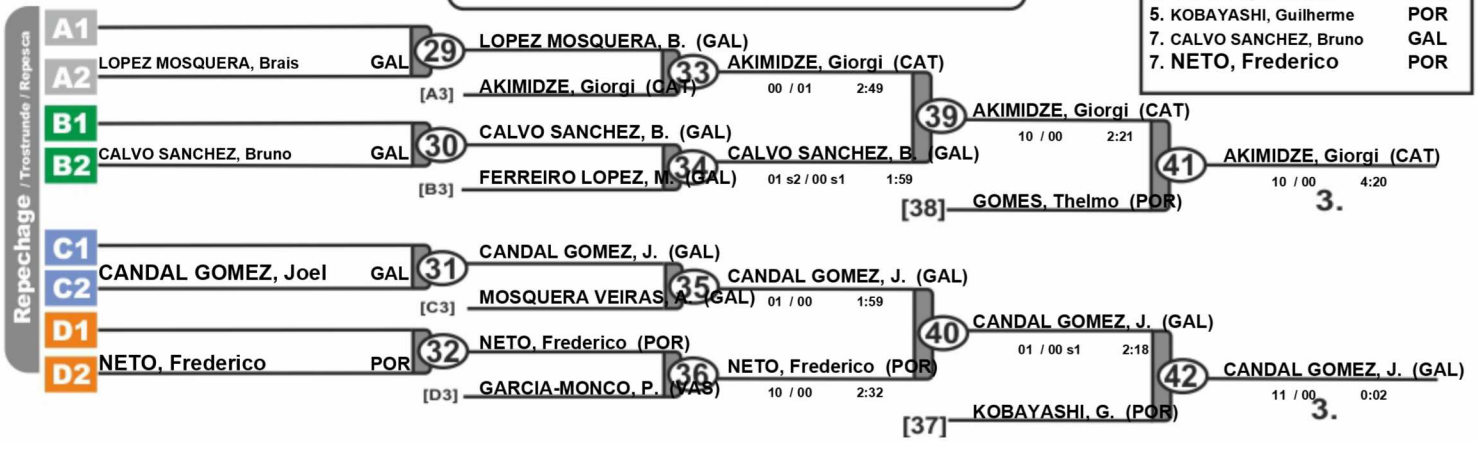 5. KOBAYASHI, Guilherme POR
7. CALVO SANCHEZ, Bruno GAL
7. NETO, Frederico POR
Repechage / Trostrunde / Repesca
A1
LOPEZ MOSQUERA, Brais GAL
A2
29
LOPEZ MOSQUERA, B. (GAL)
[A3] AKIMIDZE, Giorgi (CAT)
33
AKIMIDZE, Giorgi (CAT)
00 / 01 2:49
B1
CALVO SANCHEZ, Bruno GAL
B2
30
CALVO SANCHEZ, B. (GAL)
[B3] FERREIRO LOPEZ, M. (GAL)
34
CALVO SANCHEZ, B. (GAL)
01 s2 / 00 s1 1:59
39
AKIMIDZE, Giorgi (CAT)
10 / 00 2:21
[38] GOMES, Thelmo (POR)
41
AKIMIDZE, Giorgi (CAT)
10 / 00 4:20
3.
C1
CANDAL GOMEZ, Joel GAL
C2
31
CANDAL GOMEZ, J. (GAL)
[C3] MOSQUERA VEIRAS, A. (GAL)
35
CANDAL GOMEZ, J. (GAL)
01 / 00 1:59
D1
NETO, Frederico POR
D2
32
NETO, Frederico (POR)
[D3] GARCIA-MONCO, P. (VAS)
36
NETO, Frederico (POR)
10 / 00 2:32
40
CANDAL GOMEZ, J. (GAL)
01 / 00 s1 2:18
[37] KOBAYASHI, G. (POR)
42
CANDAL GOMEZ, J. (GAL)
11 / 00 0:02
3.